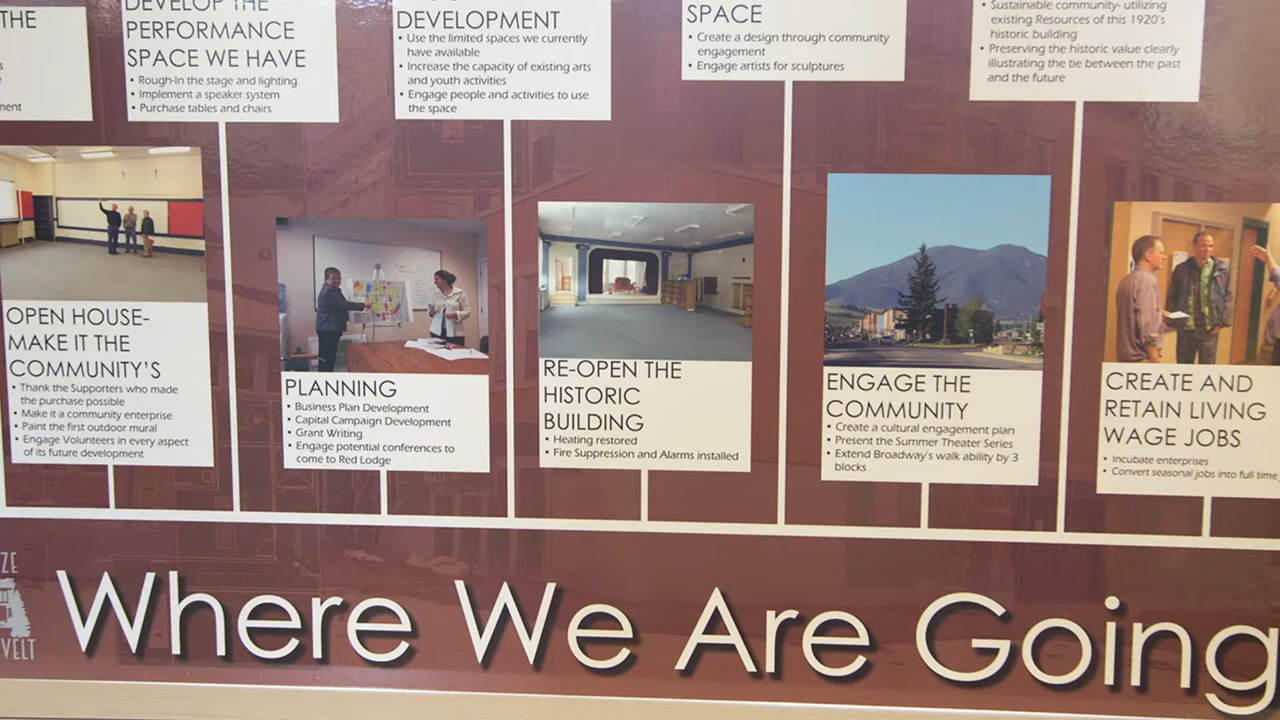 THE
ment
DEVELOP THE
PERFORMANCE
SPACE WE HAVE
• Rough-In the stage and lighting
• Implement a speaker system
• Purchase tables and chairs
DEVELOPMENT
• Use the limited spaces we currently
have available
• Increase the capacity of existing arts
and youth activities
• Engage people and activities to use
the space
SPACE
• Create a design through community
engagement
• Engage artists for sculptures
• Sustainable community- utilizing
existing Resources of this 1920's
historic building
• Preserving the historic value clearly
illustrating the tie between the past
and the future
OPEN HOUSE-
MAKE IT THE
COMMUNITY'S
• Thank the Supporters who made
the purchase possible
• Make it a community enterprise
• Paint the first outdoor mural
• Engage Volunteers in every aspect
of its future development
PLANNING
• Business Plan Development
• Capital Campaign Development
• Grant Writing
• Engage potential conferences to
come to Red Lodge
RE-OPEN THE
HISTORIC
BUILDING
• Heating restored
• Fire Suppression and Alarms installed
ENGAGE THE
COMMUNITY
• Create a cultural engagement plan
• Present the Summer Theater Series
• Extend Broadway's walk ability by 3
blocks
CREATE AND
RETAIN LIVING
WAGE JOBS
• Incubate enterprises
• Convert seasonal jobs into full time
ZE
VELT
Where We Are Going